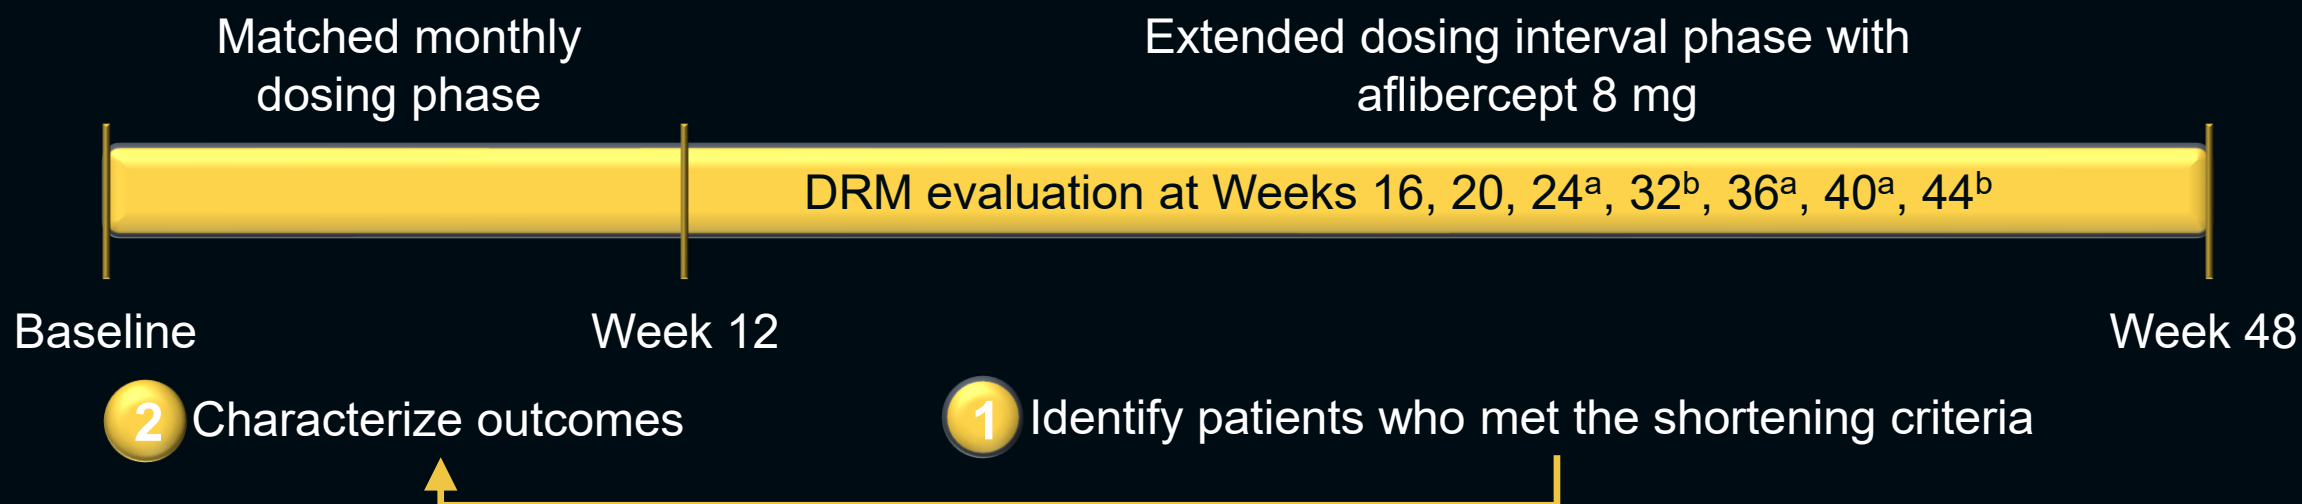 Matched monthly
dosing phase
Extended dosing interval phase with
aflibercept 8 mg
DRM evaluation at Weeks 16, 20, 24ᵃ, 32ᵇ, 36ᵃ, 40ᵃ, 44ᵇ
Baseline
Week 12
Week 48
2 Characterize outcomes
1 Identify patients who met the shortening criteria